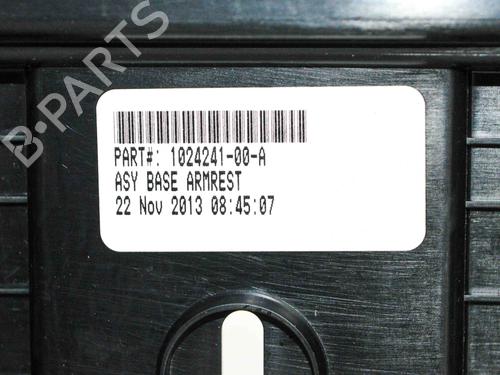 B-PARTS
PART#: 1024241-00-A
ASY BASE ARMREST
22 Nov 2013 08:45:07